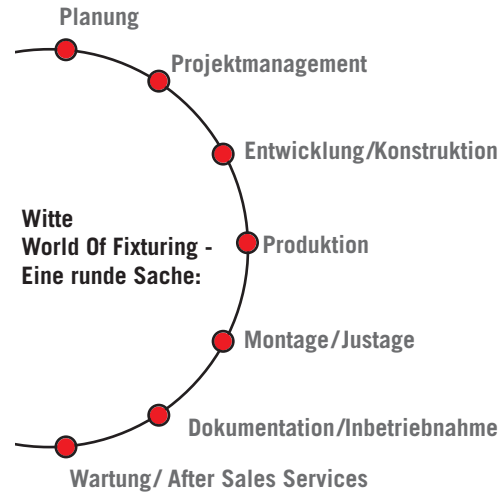 Planung
Projektmanagement
Entwicklung/Konstruktion
Witte
World Of Fixturing -
Eine runde Sache:
Produktion
Montage/Justage
Dokumentation/Inbetriebnahme
Wartung/ After Sales Services